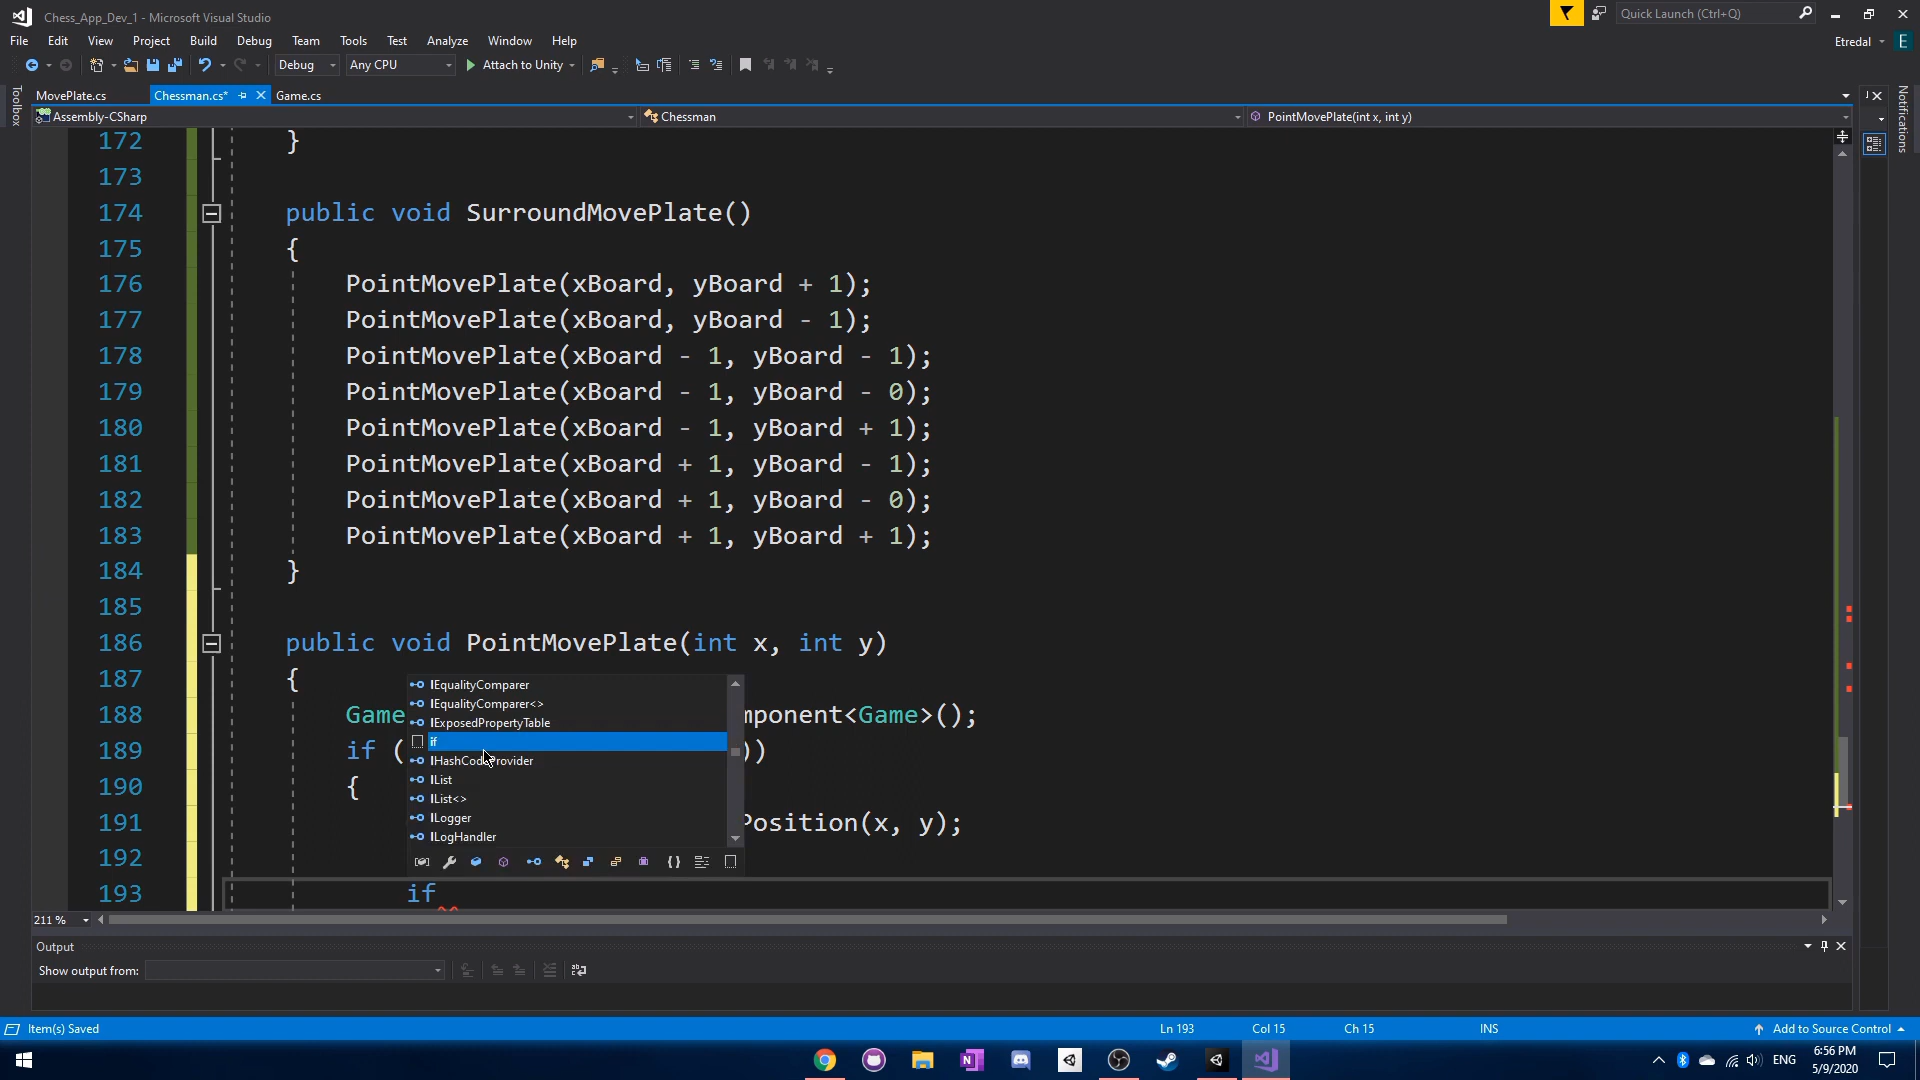 Chess_App_Dev_1 - Microsoft Visual Studio
Quick Launch (Ctrl+Q)
File Edit View Project Build Debug Team Tools Test Analyze Window Help
Etredal E
Debug Any CPU Attach to Unity
Toolbox
MovePlate.cs Chessman.cs* Game.cs
Notifications
Assembly-CSharp Chessman PointMovePlate(int x, int y)
172 }
173
174 public void SurroundMovePlate()
175 {
176 PointMovePlate(xBoard, yBoard + 1);
177 PointMovePlate(xBoard, yBoard - 1);
178 PointMovePlate(xBoard - 1, yBoard - 1);
179 PointMovePlate(xBoard - 1, yBoard - 0);
180 PointMovePlate(xBoard - 1, yBoard + 1);
181 PointMovePlate(xBoard + 1, yBoard - 1);
182 PointMovePlate(xBoard + 1, yBoard - 0);
183 PointMovePlate(xBoard + 1, yBoard + 1);
184 }
185
186 public void PointMovePlate(int x, int y)
187 {
IEqualityComparer
IEqualityComparer<>
188 Game mponent<Game>();
IExposedPropertyTable
if
189 if ( ))
IHashCodeProvider
IList
190 {
IList<>
ILogger
191 Position(x, y);
ILogHandler
192
193 if
211 %
Output
Show output from:
Item(s) Saved Ln 193 Col 15 Ch 15 INS Add to Source Control
ENG 6:56 PM
5/9/2020